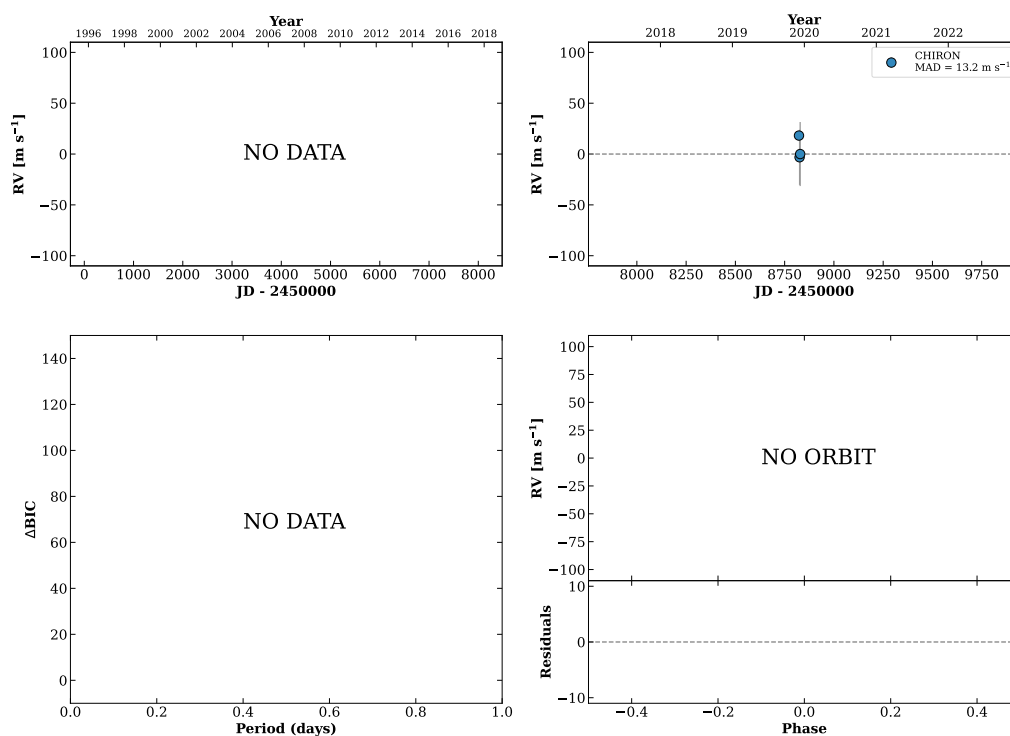 Year
1996 1998 2000 2002 2004 2006 2008 2010 2012 2014 2016 2018
RV [m s⁻¹]
100
50
0
−50
−100
NO DATA
0 1000 2000 3000 4000 5000 6000 7000 8000
JD - 2450000
Year
2018 2019 2020 2021 2022
RV [m s⁻¹]
100
50
0
−50
−100
CHIRON
MAD = 13.2 m s⁻¹
8000 8250 8500 8750 9000 9250 9500 9750
JD - 2450000
ΔBIC
140
120
100
80
60
40
20
0
NO DATA
0.0 0.2 0.4 0.6 0.8 1.0
Period (days)
RV [m s⁻¹]
100
75
50
25
0
−25
−50
−75
−100
NO ORBIT
Residuals
10
0
−10
−0.4 −0.2 0.0 0.2 0.4
Phase